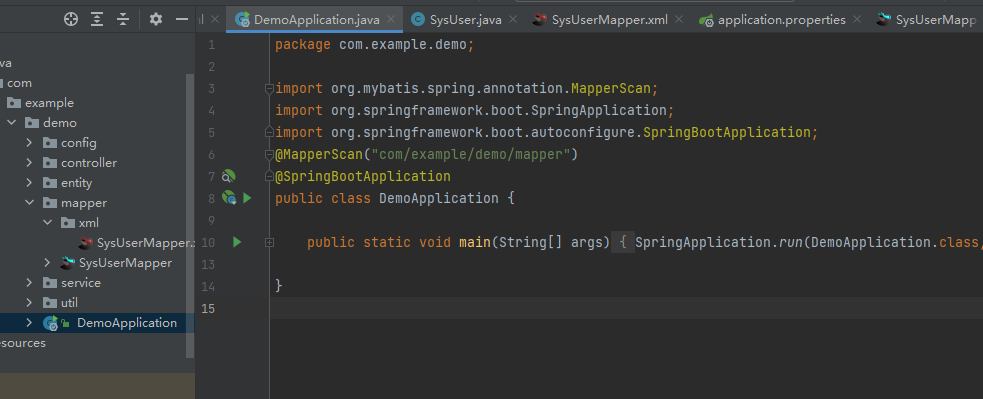 nl
DemoApplication.java
SysUser.java
SysUserMapper.xml
application.properties
SysUserMapp
va
com
example
demo
config
controller
entity
mapper
xml
SysUserMapper.
SysUserMapper
service
util
DemoApplication
esources
1 package com.example.demo;
2
3 import org.mybatis.spring.annotation.MapperScan;
4 import org.springframework.boot.SpringApplication;
5 import org.springframework.boot.autoconfigure.SpringBootApplication;
6 @MapperScan("com/example/demo/mapper")
7 @SpringBootApplication
8 public class DemoApplication {
9
10 public static void main(String[] args) { SpringApplication.run(DemoApplication.class,
13
14 }
15